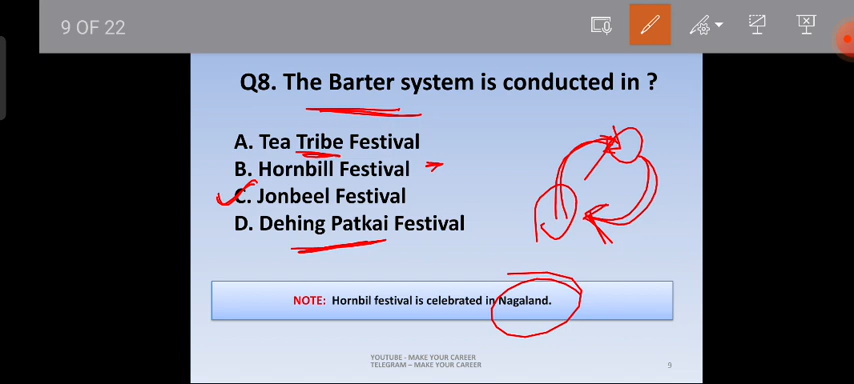 9 OF 22
Q8. The Barter system is conducted in ?
A. Tea Tribe Festival
B. Hornbill Festival
C. Jonbeel Festival
D. Dehing Patkai Festival
NOTE: Hornbil festival is celebrated in Nagaland.
YOUTUBE - MAKE YOUR CAREER
TELEGRAM – MAKE YOUR CAREER
9